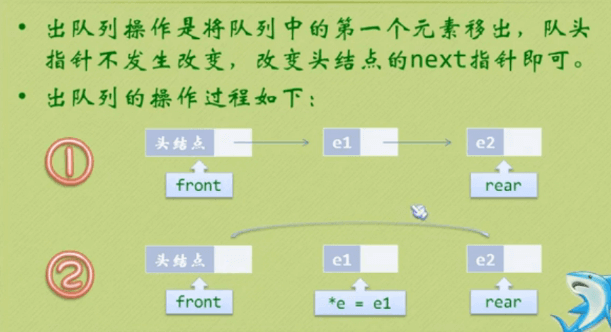 • 出队列操作是将队列中的第一个元素移出，队头
指针不发生改变，改变头结点的next指针即可。
• 出队列的操作过程如下：
① 头结点 e1 e2
front rear
② 头结点 e1 e2
front *e = e1 rear